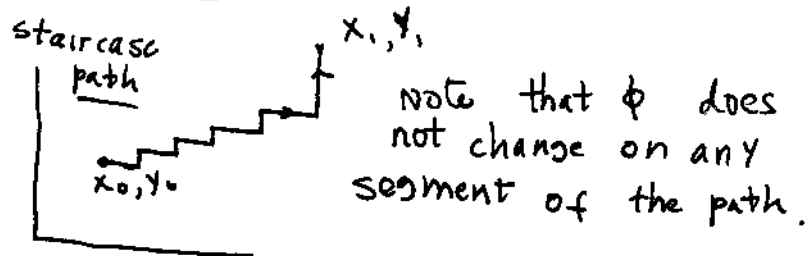 staircase
path
x₁,y₁
x₀,y₀
Note that φ does
not change on any
segment of the path.